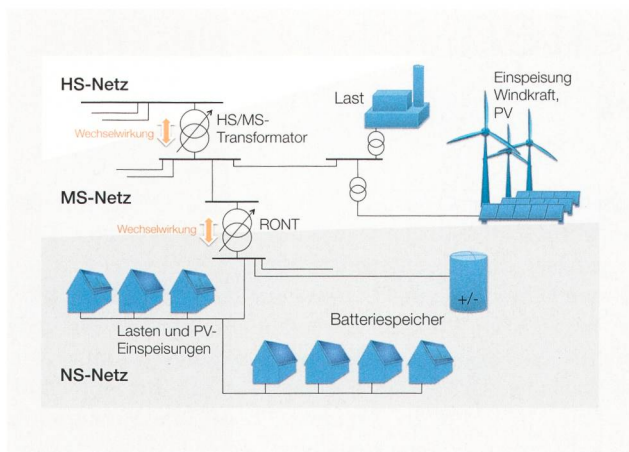 HS-Netz
HS/MS-
Transformator
Wechselwirkung
Last
Einspeisung
Windkraft,
PV
MS-Netz
Wechselwirkung
RONT
+/-
Lasten und PV-
Einspeisungen
Batteriespeicher
NS-Netz